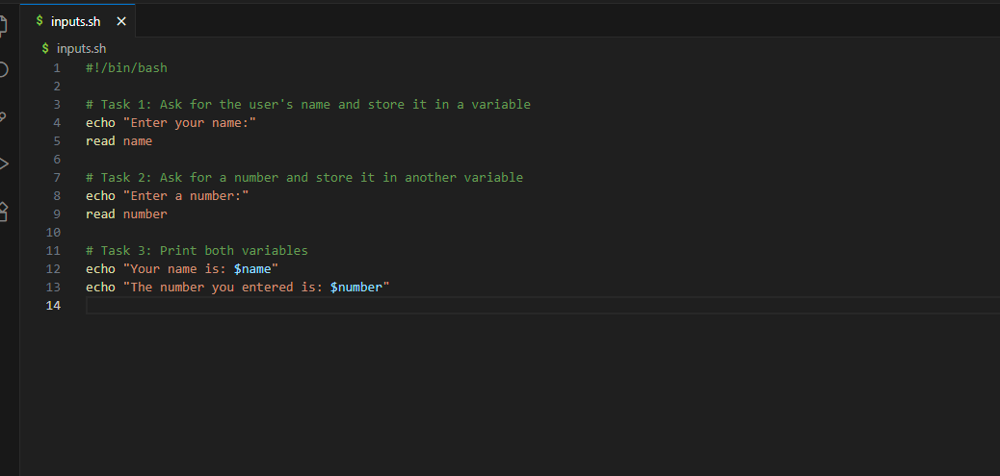 $ inputs.sh ×
$ inputs.sh
1 #!/bin/bash
2
3 # Task 1: Ask for the user's name and store it in a variable
4 echo "Enter your name:"
5 read name
6
7 # Task 2: Ask for a number and store it in another variable
8 echo "Enter a number:"
9 read number
10
11 # Task 3: Print both variables
12 echo "Your name is: $name"
13 echo "The number you entered is: $number"
14